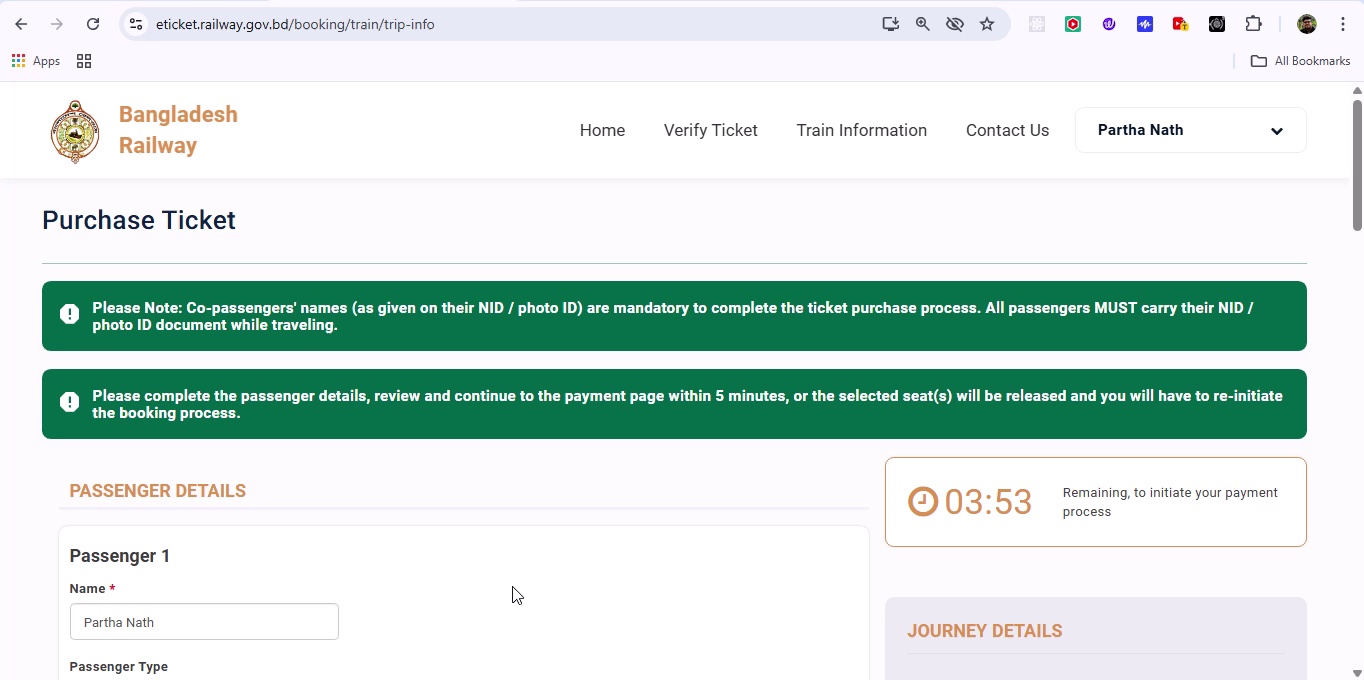 eticket.railway.gov.bd/booking/train/trip-info
Apps
All Bookmarks
Bangladesh
Railway
Home
Verify Ticket
Train Information
Contact Us
Partha Nath
Purchase Ticket
Please Note: Co-passengers' names (as given on their NID / photo ID) are mandatory to complete the ticket purchase process. All passengers MUST carry their NID /
photo ID document while traveling.
Please complete the passenger details, review and continue to the payment page within 5 minutes, or the selected seat(s) will be released and you will have to re-initiate
the booking process.
PASSENGER DETAILS
03:53
Remaining, to initiate your payment
process
Passenger 1
Name *
Partha Nath
Passenger Type
JOURNEY DETAILS